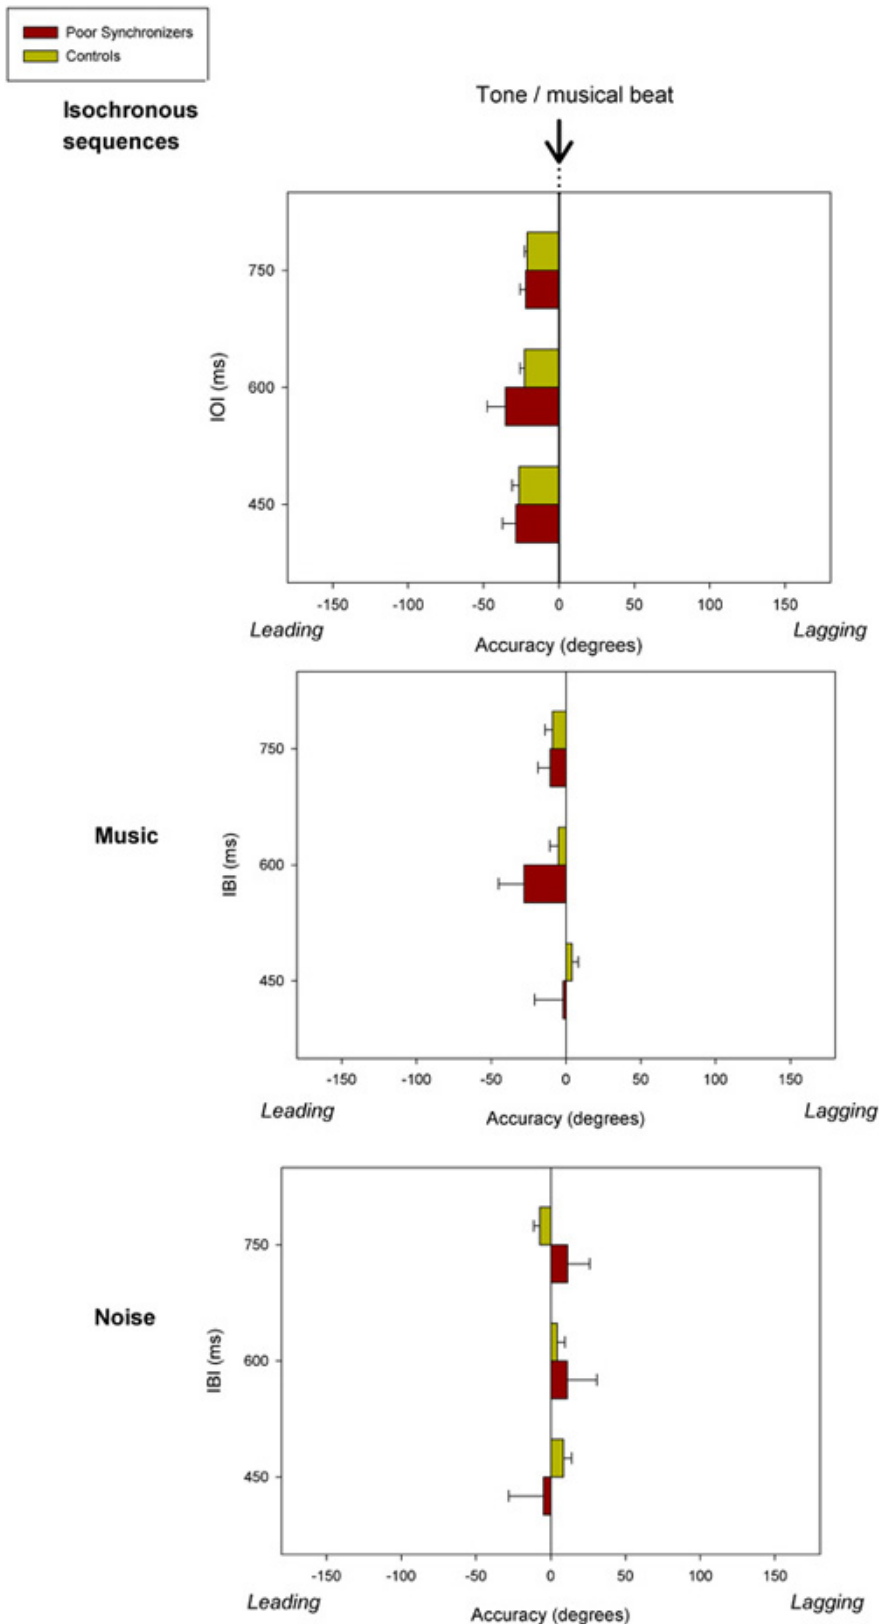 Poor Synchronizers
Controls
Isochronous
sequences
Tone / musical beat
750
600
450
IOI (ms)
-150 -100 -50 0 50 100 150
Leading
Accuracy (degrees)
Lagging
Music
750
600
450
IBI (ms)
-150 -100 -50 0 50 100 150
Leading
Accuracy (degrees)
Lagging
Noise
750
600
450
IBI (ms)
-150 -100 -50 0 50 100 150
Leading
Accuracy (degrees)
Lagging